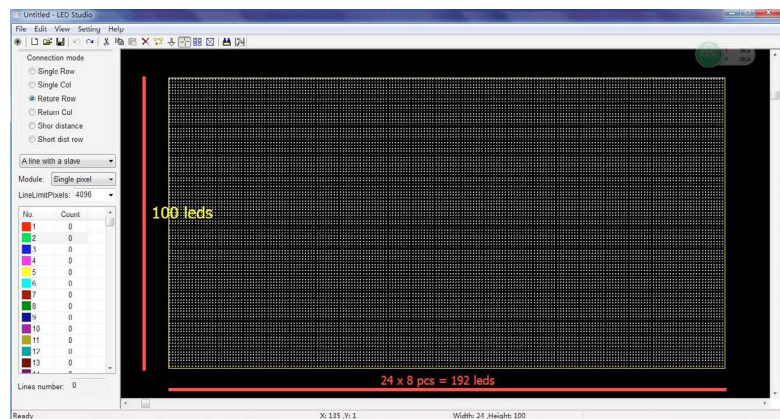 Untitled - LED Studio
File Edit View Setting Help
Connection mode
Single Row
Single Col
Reture Row
Return Col
Shor distance
Short dist row
A line with a slave
Module: Single pixel
LineLimitPixels: 4096
No. Count
1 0
2 0
3 0
4 0
5 0
6 0
7 0
8 0
9 0
10 0
11 0
12 0
13 0
Lines number: 0
100 leds
24 x 8 pcs = 192 leds
Ready
X: 135 ,Y: 1
Width: 24 ,Height: 100